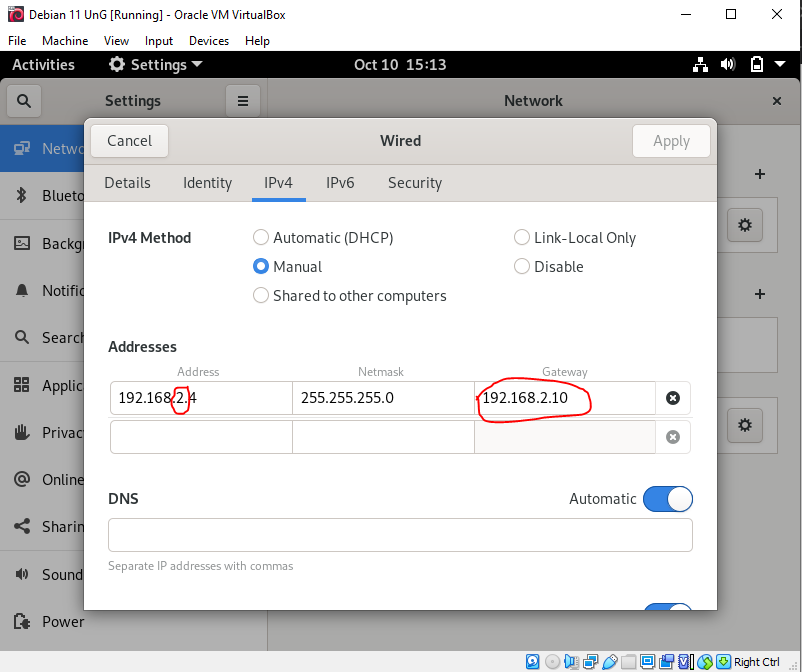 Debian 11 UnG [Running] - Oracle VM VirtualBox
File Machine View Input Devices Help
Activities Settings Oct 10 15:13
Settings Network
Cancel Wired Apply
Details Identity IPv4 IPv6 Security
IPv4 Method Automatic (DHCP) Link-Local Only
Manual Disable
Shared to other computers
Addresses
Address Netmask Gateway
192.168.2.4 255.255.255.0 192.168.2.10
DNS Automatic
Separate IP addresses with commas
Netwo
Blueto
Backg
Notific
Search
Applic
Privac
Online
Sharin
Sound
Power
Right Ctrl